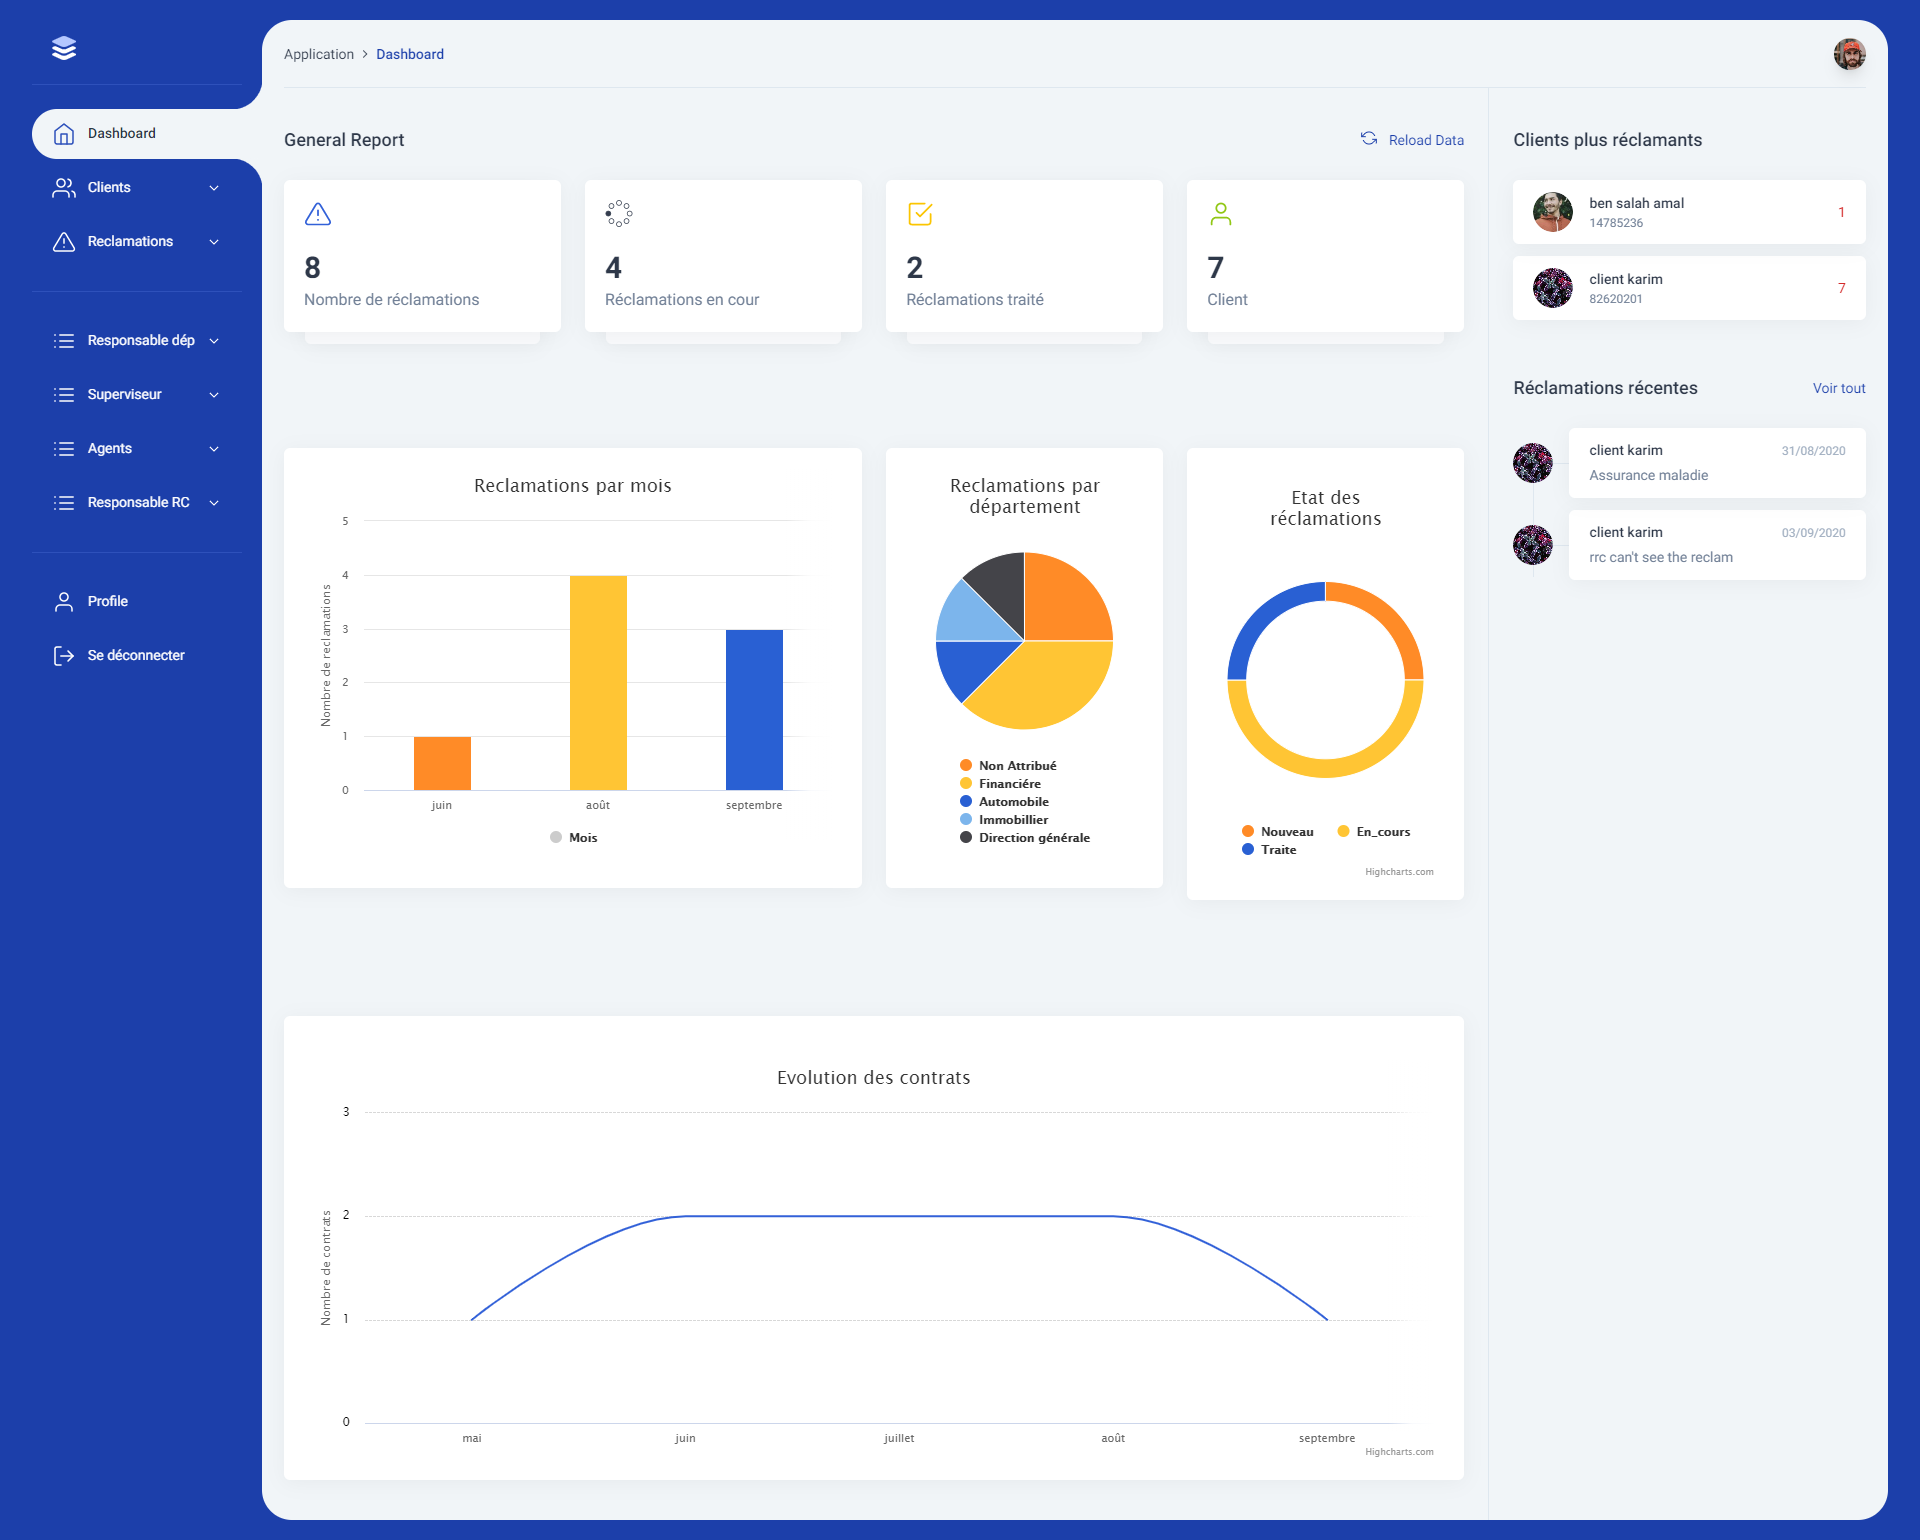 Application > Dashboard
Dashboard
Clients
Reclamations
Responsable dép
Superviseur
Agents
Responsable RC
Profile
Se déconnecter
General Report
Reload Data
8
Nombre de réclamations
4
Réclamations en cour
2
Réclamations traité
7
Client
Reclamations par mois
Nombre de reclamations
5
4
3
2
1
0
juin
août
septembre
Mois
Reclamations par
département
Non Attribué
Financiére
Automobile
Immobillier
Direction générale
Etat des
réclamations
Nouveau
En_cours
Traite
Highcharts.com
Evolution des contrats
Nombre de contrats
3
2
1
0
mai
juin
juillet
août
septembre
Highcharts.com
Clients plus réclamants
ben salah amal
14785236
1
client karim
82620201
7
Réclamations récentes
Voir tout
client karim
31/08/2020
Assurance maladie
client karim
03/09/2020
rrc can't see the reclam